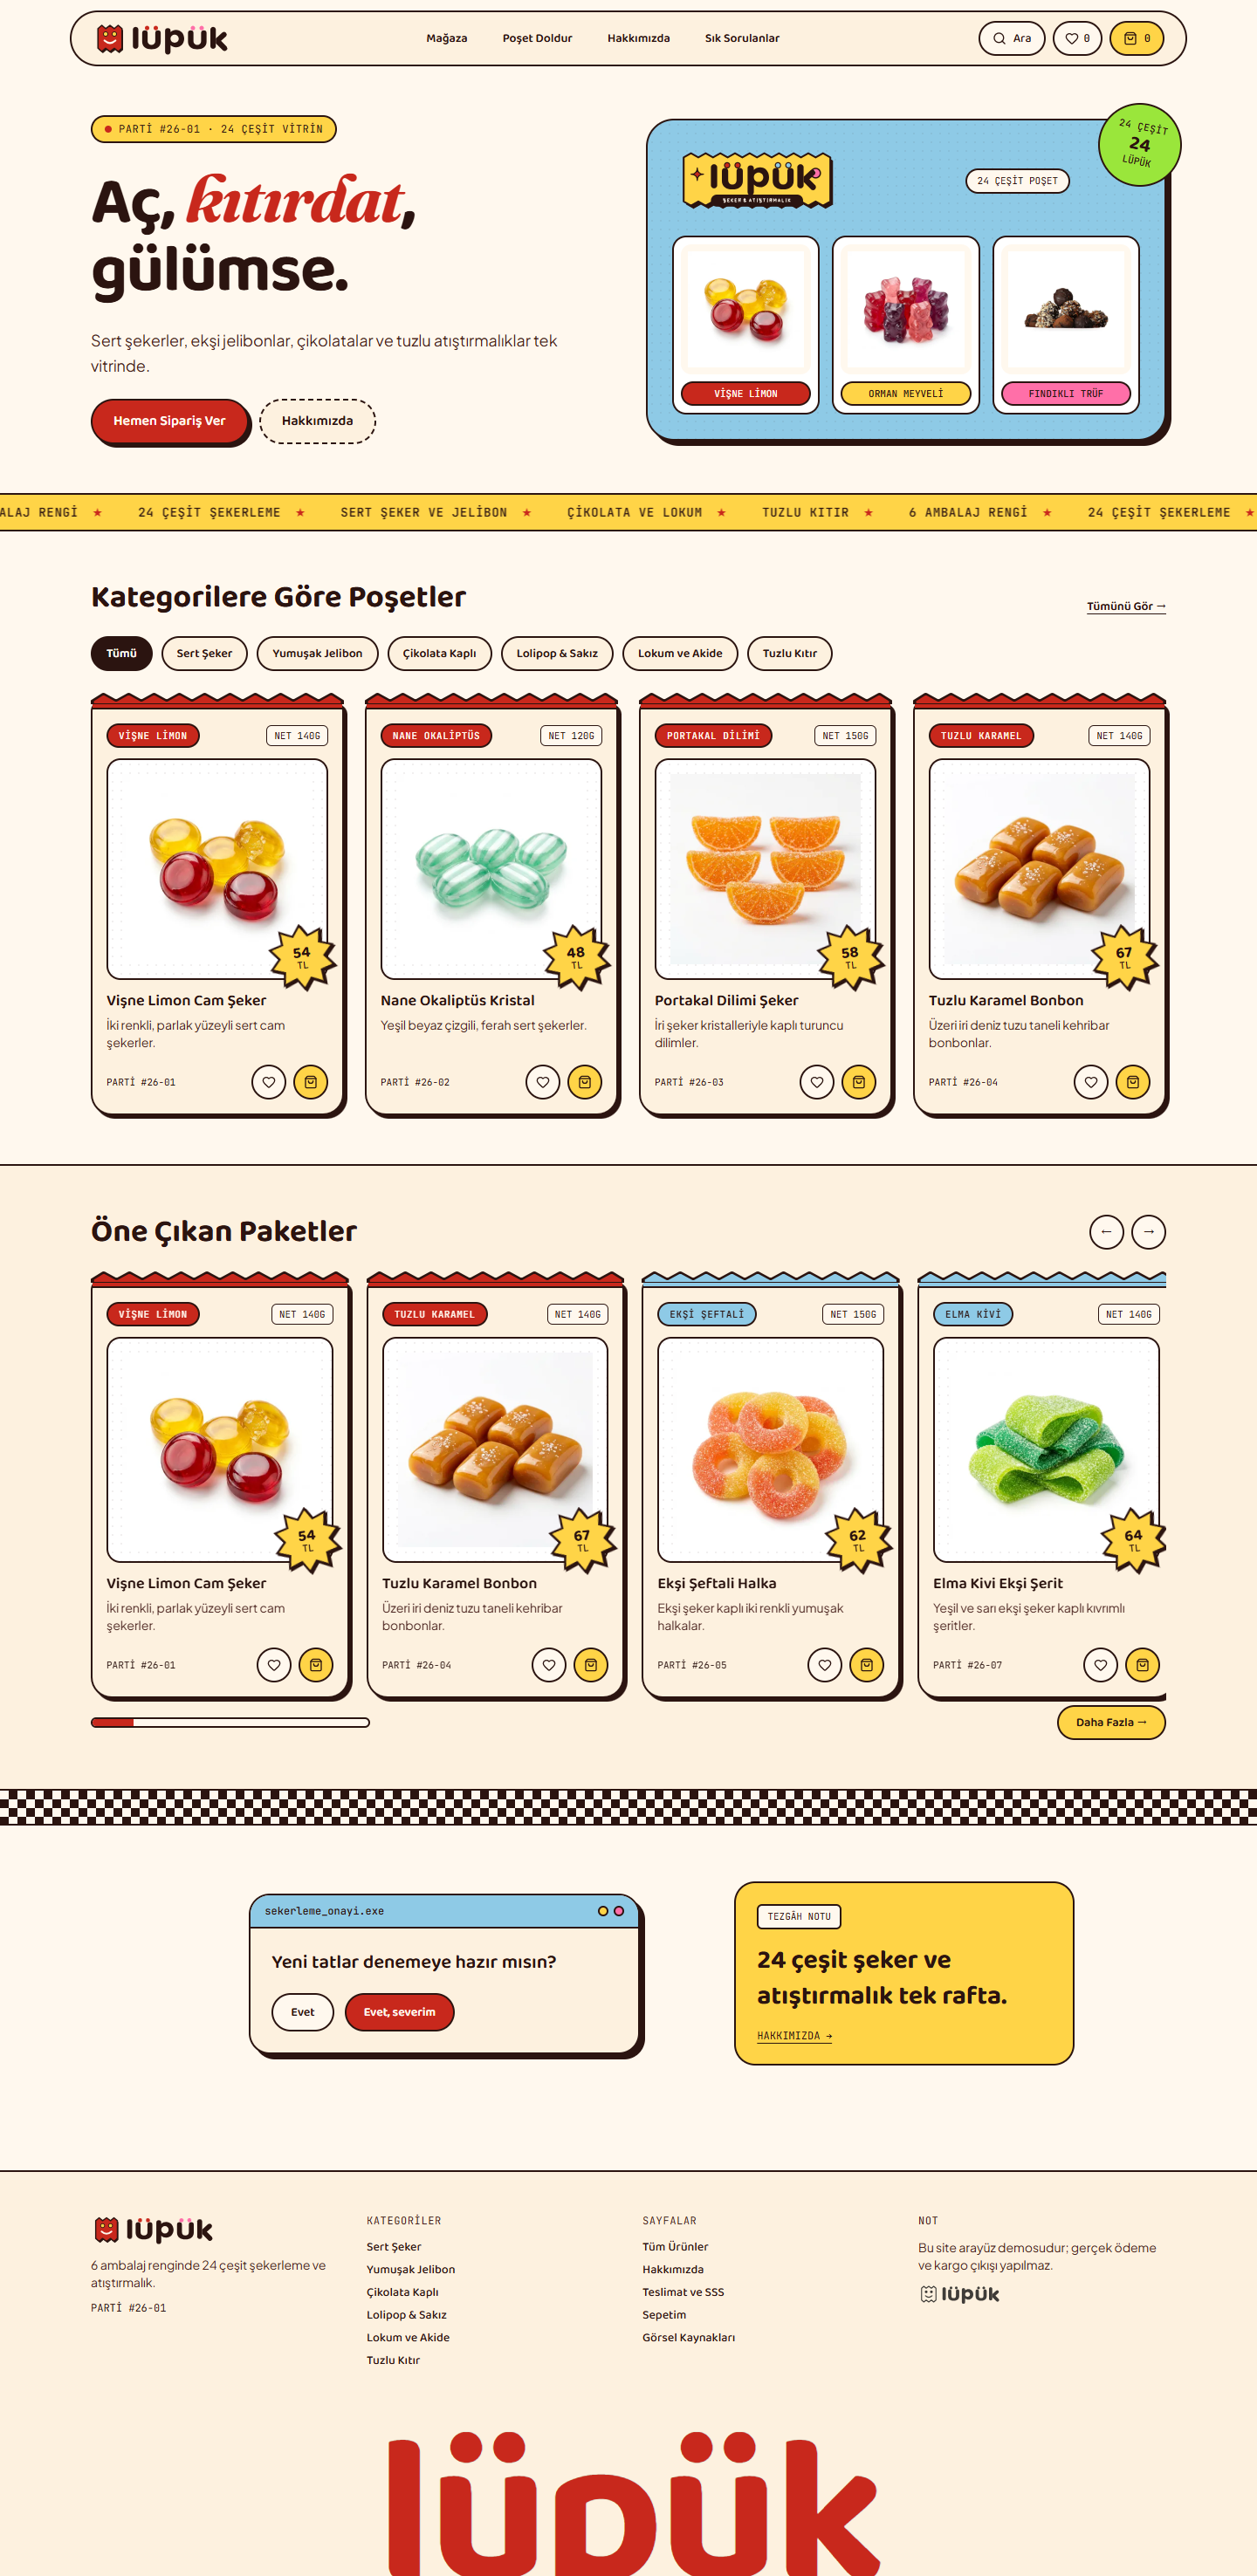 lüpük
Mağaza
Poşet Doldur
Hakkımızda
Sık Sorulanlar
Ara
0
0
PARTİ #26-01 · 24 ÇEŞİT VİTRİN
Aç, kıtırdat,
gülümse.
Sert şekerler, ekşi jelibonlar, çikolatalar ve tuzlu atıştırmalıklar tek
vitrinde.
Hemen Sipariş Ver
Hakkımızda
lüpük
ŞEKER & ATIŞTIRMALIK
24 ÇEŞİT POŞET
24 ÇEŞİT
24
LÜPÜK
VİŞNE LİMON
ORMAN MEYVELİ
FINDIKLI TRÜF
ALAJ RENGİ ★ 24 ÇEŞİT ŞEKERLEME ★ SERT ŞEKER VE JELİBON ★ ÇİKOLATA VE LOKUM ★ TUZLU KITIR ★ 6 AMBALAJ RENGİ ★ 24 ÇEŞİT ŞEKERLEME ★
Kategorilere Göre Poşetler
Tümünü Gör →
Tümü
Sert Şeker
Yumuşak Jelibon
Çikolata Kaplı
Lolipop & Sakız
Lokum ve Akide
Tuzlu Kıtır
VİŞNE LİMON
NET 140G
54
TL
Vişne Limon Cam Şeker
İki renkli, parlak yüzeyli sert cam
şekerler.
PARTİ #26-01
NANE OKALİPTÜS
NET 120G
48
TL
Nane Okaliptüs Kristal
Yeşil beyaz çizgili, ferah sert şekerler.
PARTİ #26-02
PORTAKAL DİLİMİ
NET 150G
58
TL
Portakal Dilimi Şeker
İri şeker kristalleriyle kaplı turuncu
dilimler.
PARTİ #26-03
TUZLU KARAMEL
NET 140G
67
TL
Tuzlu Karamel Bonbon
Üzeri iri deniz tuzu taneli kehribar
bonbonlar.
PARTİ #26-04
Öne Çıkan Paketler
← →
VİŞNE LİMON
NET 140G
54
TL
Vişne Limon Cam Şeker
İki renkli, parlak yüzeyli sert cam
şekerler.
PARTİ #26-01
TUZLU KARAMEL
NET 140G
67
TL
Tuzlu Karamel Bonbon
Üzeri iri deniz tuzu taneli kehribar
bonbonlar.
PARTİ #26-04
EKŞİ ŞEFTALİ
NET 150G
62
TL
Ekşi Şeftali Halka
Ekşi şeker kaplı iki renkli yumuşak
halkalar.
PARTİ #26-05
ELMA KİVİ
NET 140G
64
TL
Elma Kivi Ekşi Şerit
Yeşil ve sarı ekşi şeker kaplı kıvrımlı
şeritler.
PARTİ #26-07
Daha Fazla →
sekerleme_onayi.exe
Yeni tatlar denemeye hazır mısın?
Evet
Evet, severim
TEZGÂH NOTU
24 çeşit şeker ve
atıştırmalık tek rafta.
HAKKIMIZDA →
lüpük
6 ambalaj renginde 24 çeşit şekerleme ve
atıştırmalık.
PARTİ #26-01
KATEGORİLER
Sert Şeker
Yumuşak Jelibon
Çikolata Kaplı
Lolipop & Sakız
Lokum ve Akide
Tuzlu Kıtır
SAYFALAR
Tüm Ürünler
Hakkımızda
Teslimat ve SSS
Sepetim
Görsel Kaynakları
NOT
Bu site arayüz demosudur; gerçek ödeme
ve kargo çıkışı yapılmaz.
lüpük
lüpük